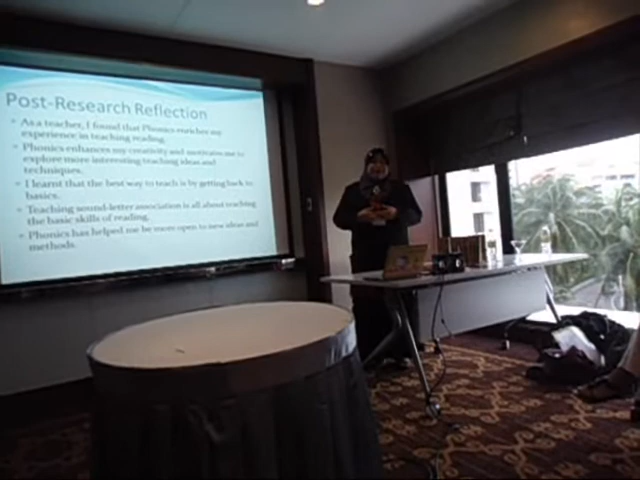 Post-Research Reflection
As a teacher, I found that Phonics enriches my
experience in teaching reading.
Phonics enhances my creativity and motivates me to
explore more interesting teaching ideas and
techniques.
I learnt that the best way to teach is by getting back to
basics.
Teaching sound-letter association is all about teaching
the basic skills of reading.
Phonics has helped me be more open to new ideas and
methods.